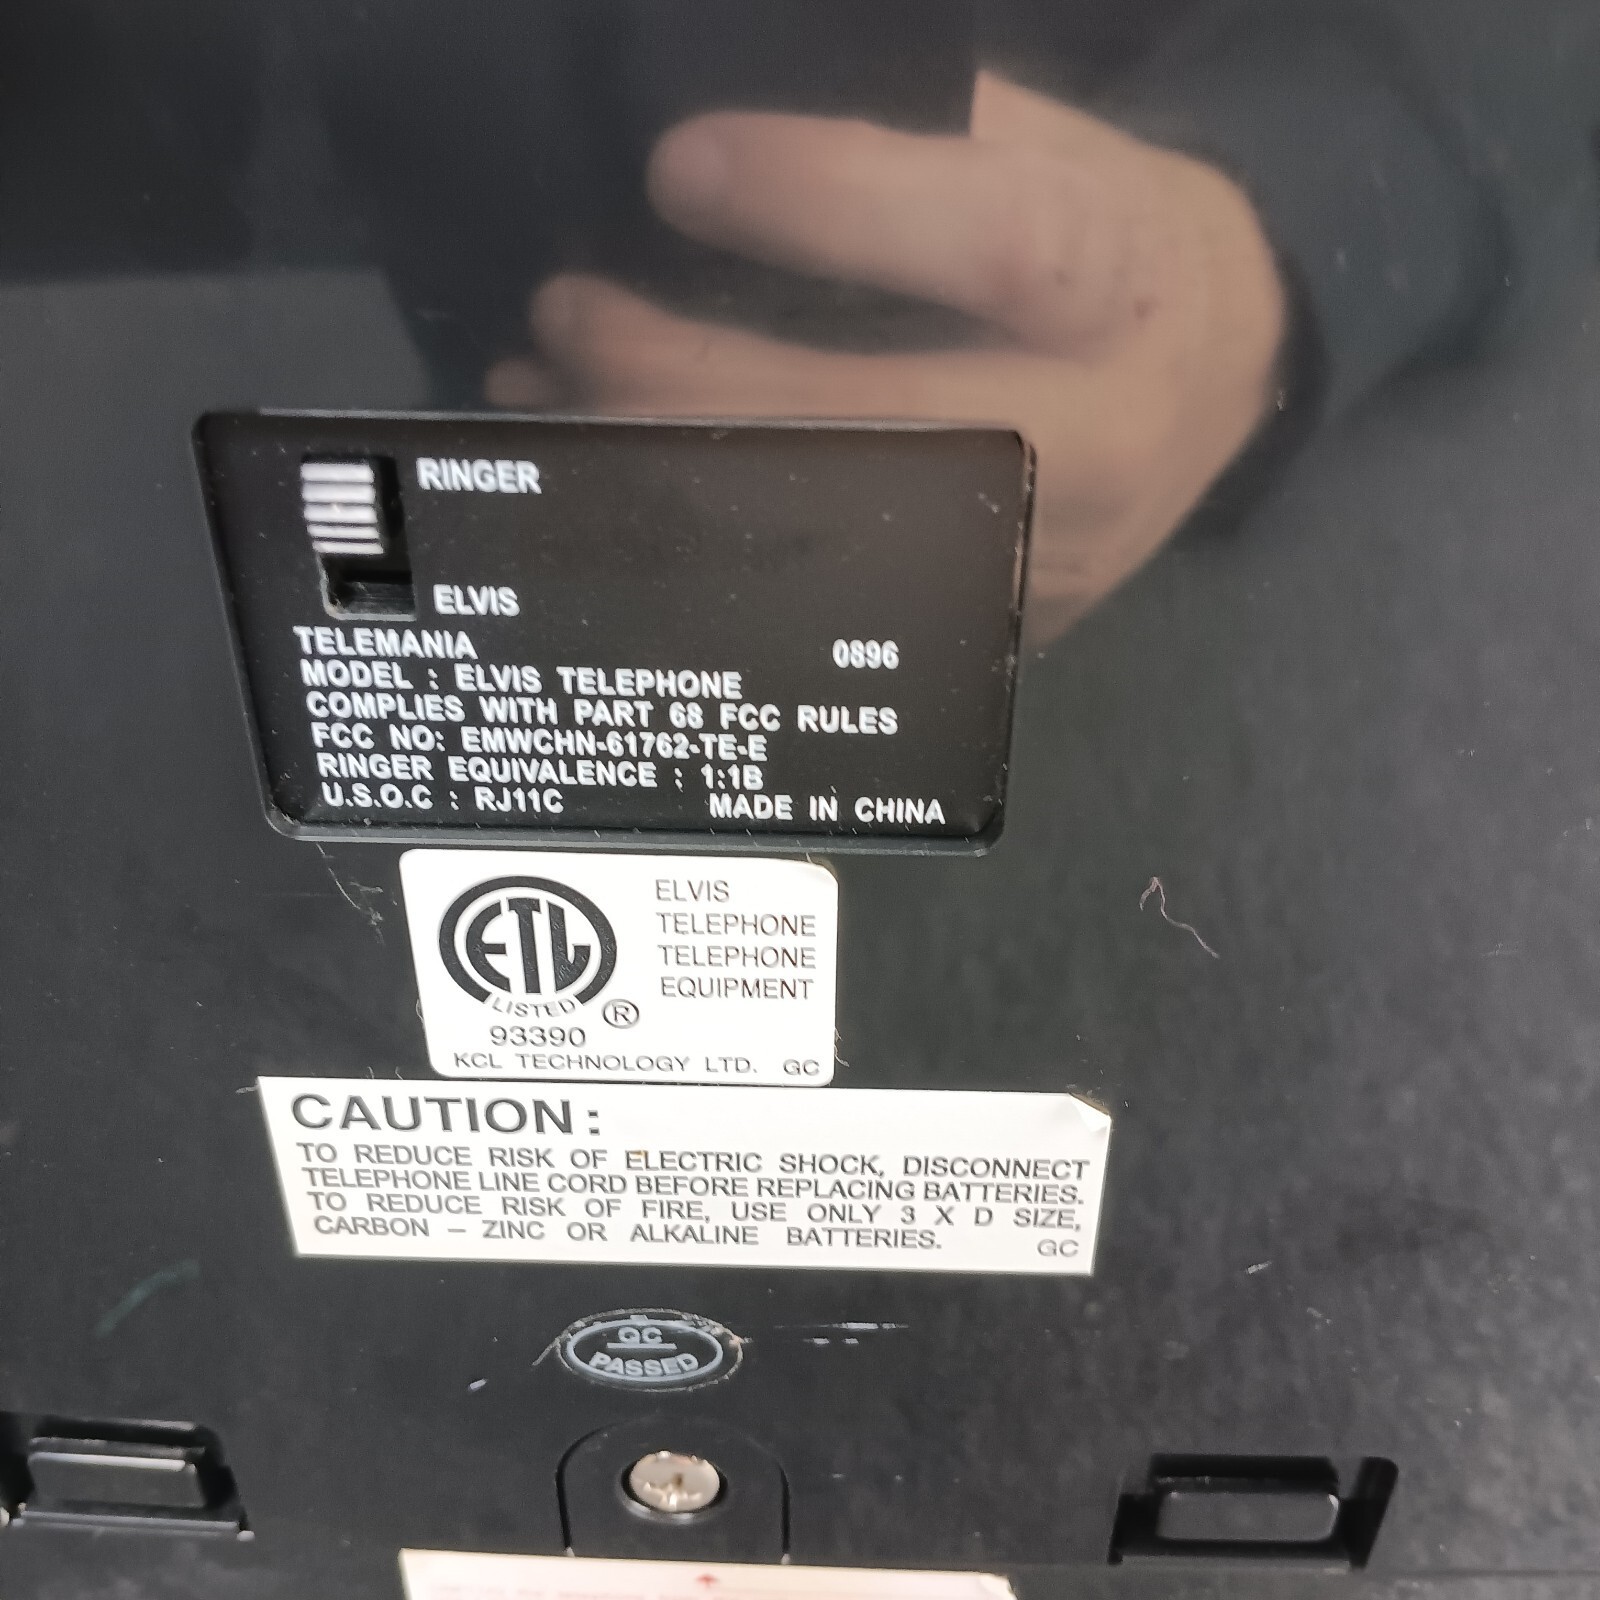 RINGER
ELVIS
TELEMANIA 0896
MODEL : ELVIS TELEPHONE
COMPLIES WITH PART 68 FCC RULES
FCC NO: EMWCHN-61762-TE-E
RINGER EQUIVALENCE : 1:1B
U.S.O.C : RJ11C MADE IN CHINA
ETL
LISTED ®
93390
ELVIS
TELEPHONE
TELEPHONE
EQUIPMENT
KCL TECHNOLOGY LTD. GC
CAUTION:
TO REDUCE RISK OF ELECTRIC SHOCK, DISCONNECT
TELEPHONE LINE CORD BEFORE REPLACING BATTERIES.
TO REDUCE RISK OF FIRE, USE ONLY 3 X D SIZE,
CARBON – ZINC OR ALKALINE BATTERIES. GC
QC
PASSED